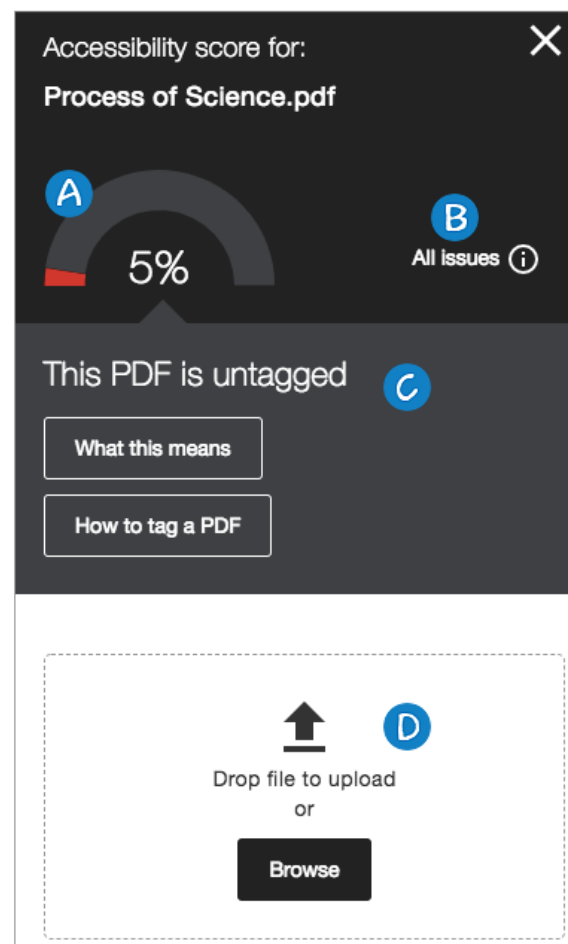 Accessibility score for:
Process of Science.pdf
A
B
5%
All issues
This PDF is untagged
C
What this means
How to tag a PDF
D
Drop file to upload
or
Browse